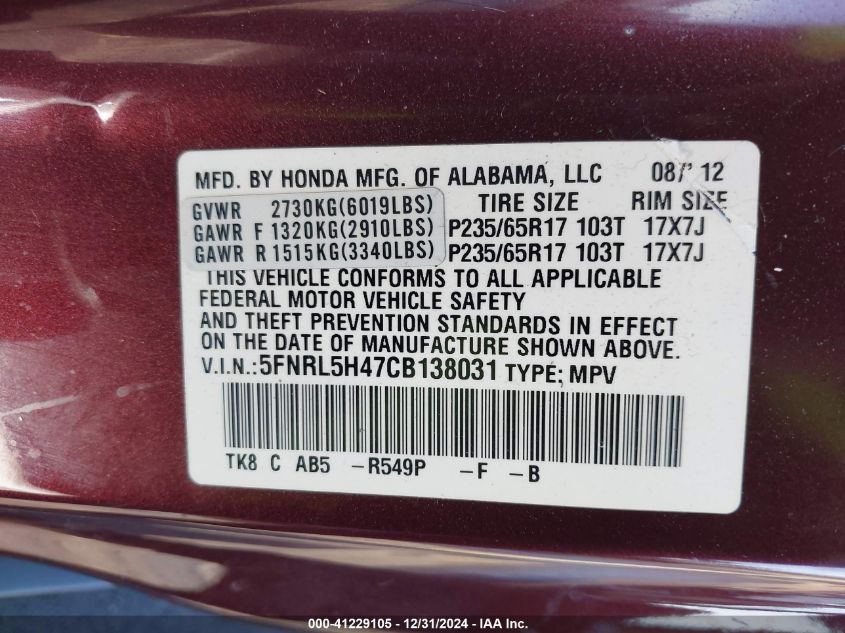 MFD. BY HONDA MFG. OF ALABAMA, LLC 08/'12
GVWR 2730KG(6019LBS) TIRE SIZE RIM SIZE
GAWR F 1320KG(2910LBS) P235/65R17 103T 17X7J
GAWR R 1515KG(3340LBS) P235/65R17 103T 17X7J
THIS VEHICLE CONFORMS TO ALL APPLICABLE
FEDERAL MOTOR VEHICLE SAFETY
AND THEFT PREVENTION STANDARDS IN EFFECT
ON THE DATE OF MANUFACTURE SHOWN ABOVE.
V.I.N.:5FNRL5H47CB138031 TYPE; MPV
TK8 C AB5 -R549P -F -B
000-41229105 - 12/31/2024 - IAA Inc.